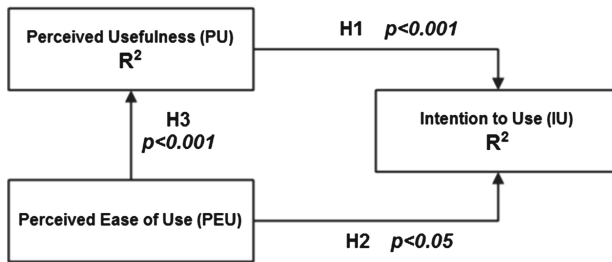 Perceived Usefulness (PU)
R²
H1 p<0.001
H3
p<0.001
Intention to Use (IU)
R²
Perceived Ease of Use (PEU)
H2 p<0.05